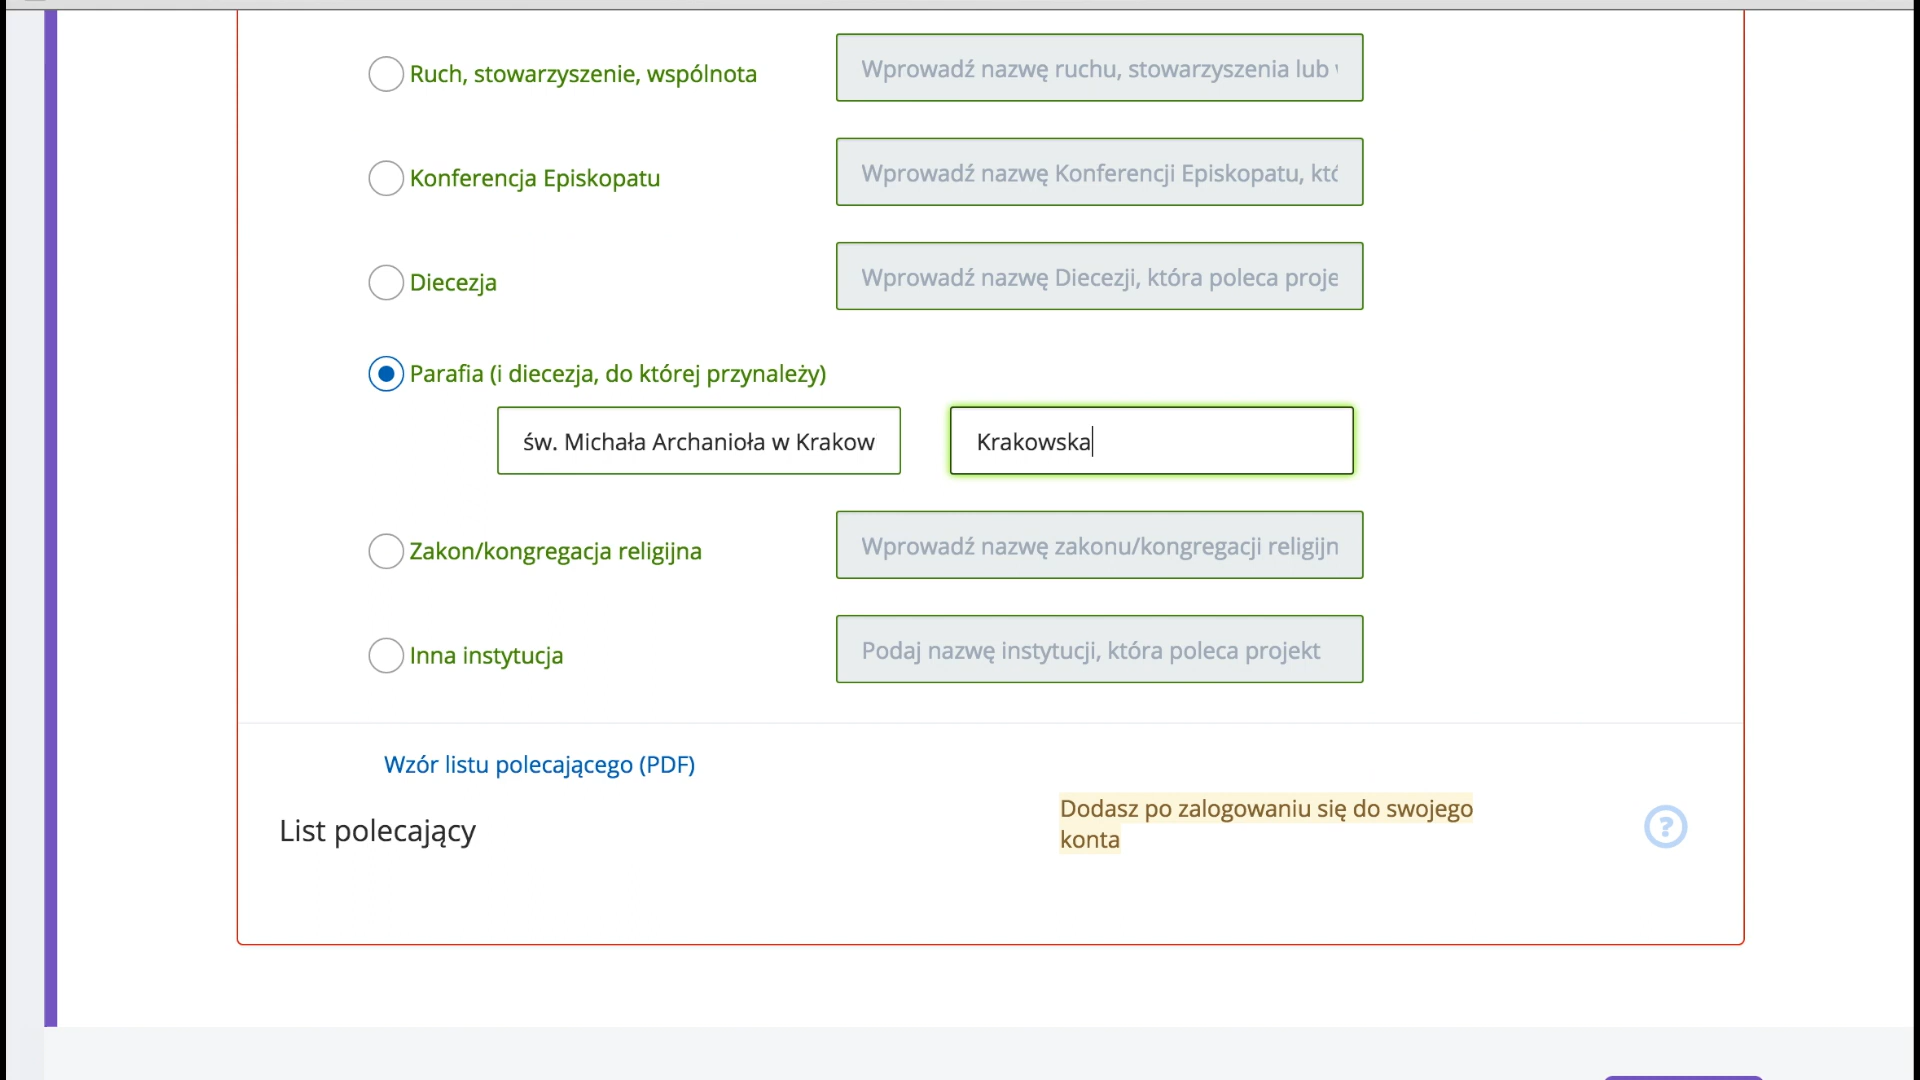 Ruch, stowarzyszenie, wspólnota
Wprowadź nazwę ruchu, stowarzyszenia lub
Konferencja Episkopatu
Wprowadź nazwę Konferencji Episkopatu, któ
Diecezja
Wprowadź nazwę Diecezji, która poleca proje
Parafia (i diecezja, do której przynależy)
św. Michała Archanioła w Krakow
Krakowska
Zakon/kongregacja religijna
Wprowadź nazwę zakonu/kongregacji religijn
Inna instytucja
Podaj nazwę instytucji, która poleca projekt
Wzór listu polecającego (PDF)
List polecający
Dodasz po zalogowaniu się do swojego
konta
?